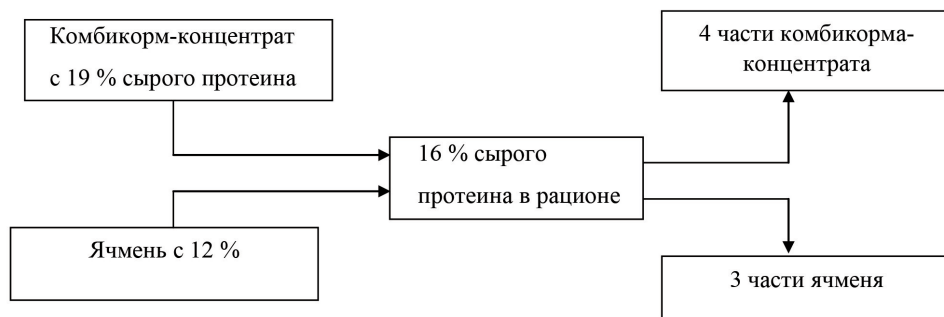 Комбикорм-концентрат
с 19 % сырого протеина
4 части комбикорма-
концентрата
16 % сырого
протеина в рационе
Ячмень с 12 %
3 части ячменя